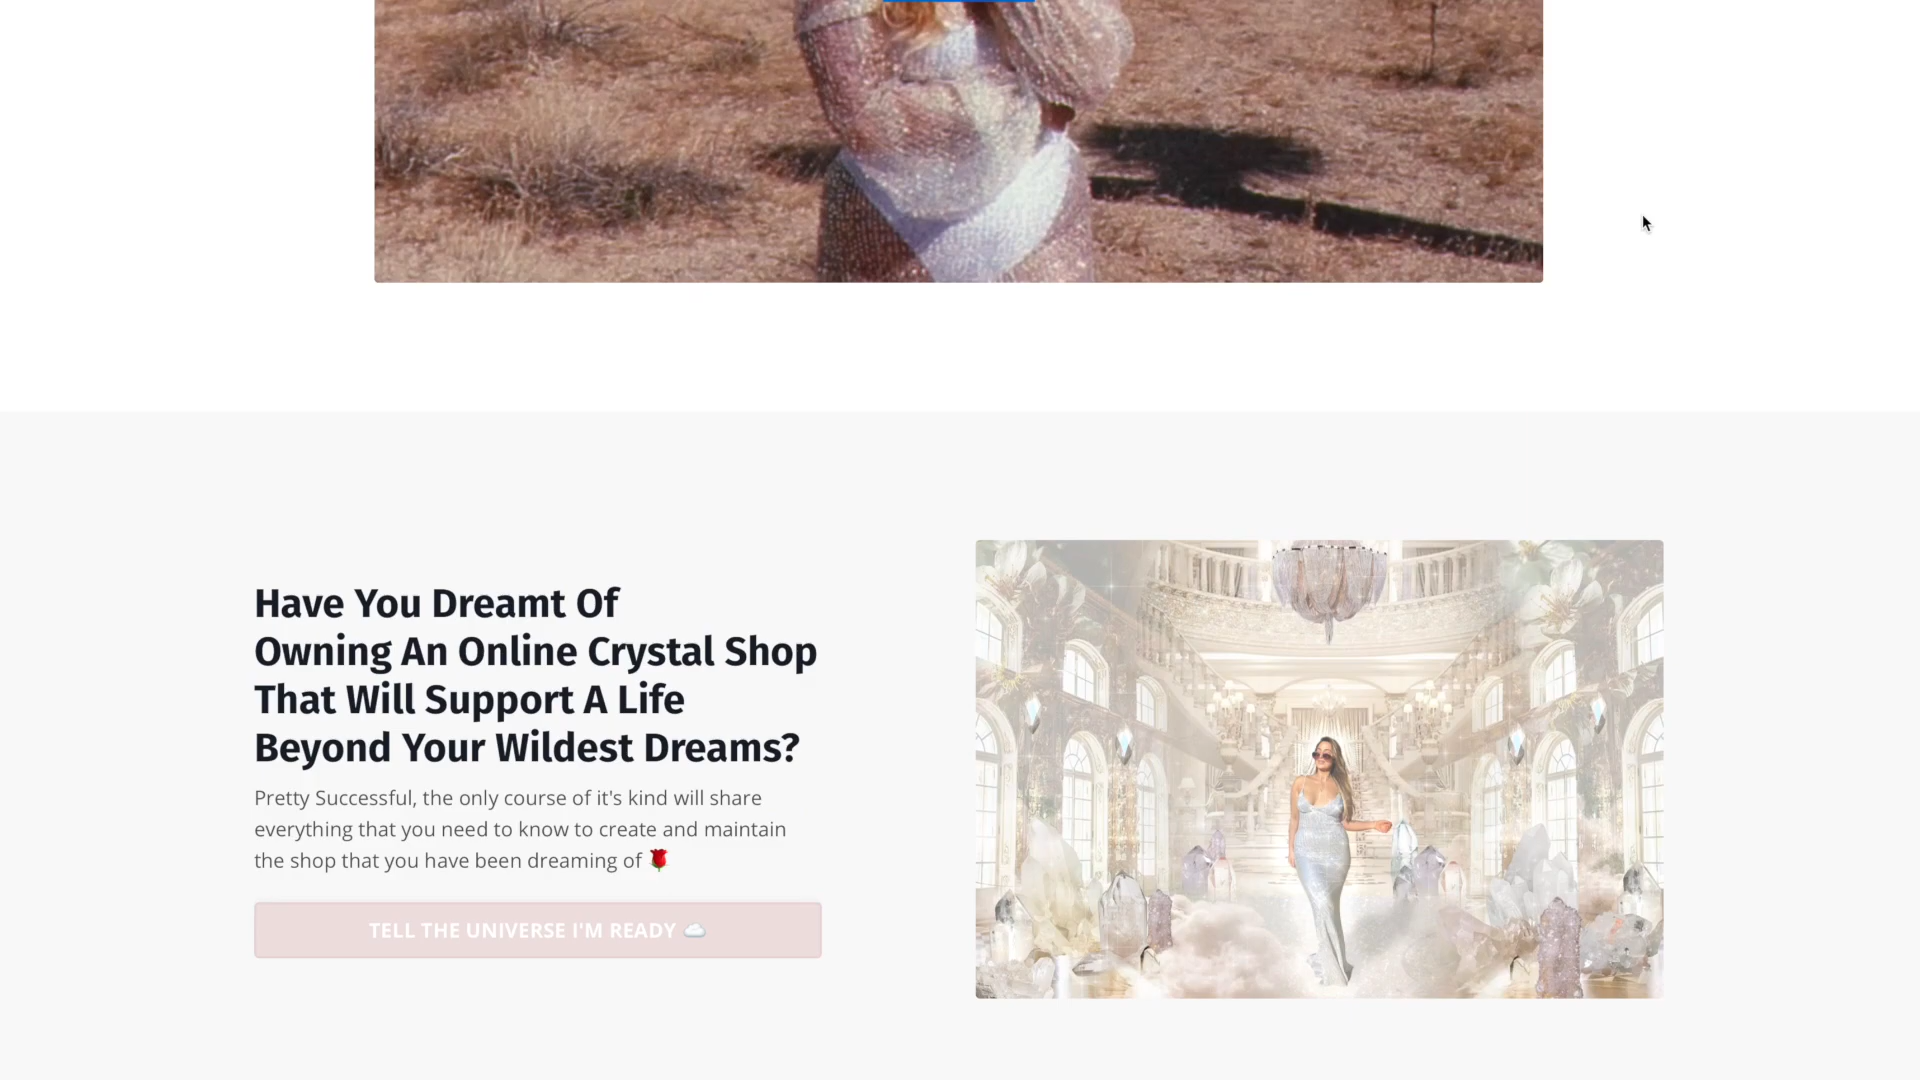 Have You Dreamt Of
Owning An Online Crystal Shop
That Will Support A Life
Beyond Your Wildest Dreams?
Pretty Successful, the only course of it's kind will share
everything that you need to know to create and maintain
the shop that you have been dreaming of 🌹
TELL THE UNIVERSE I'M READY ☁️